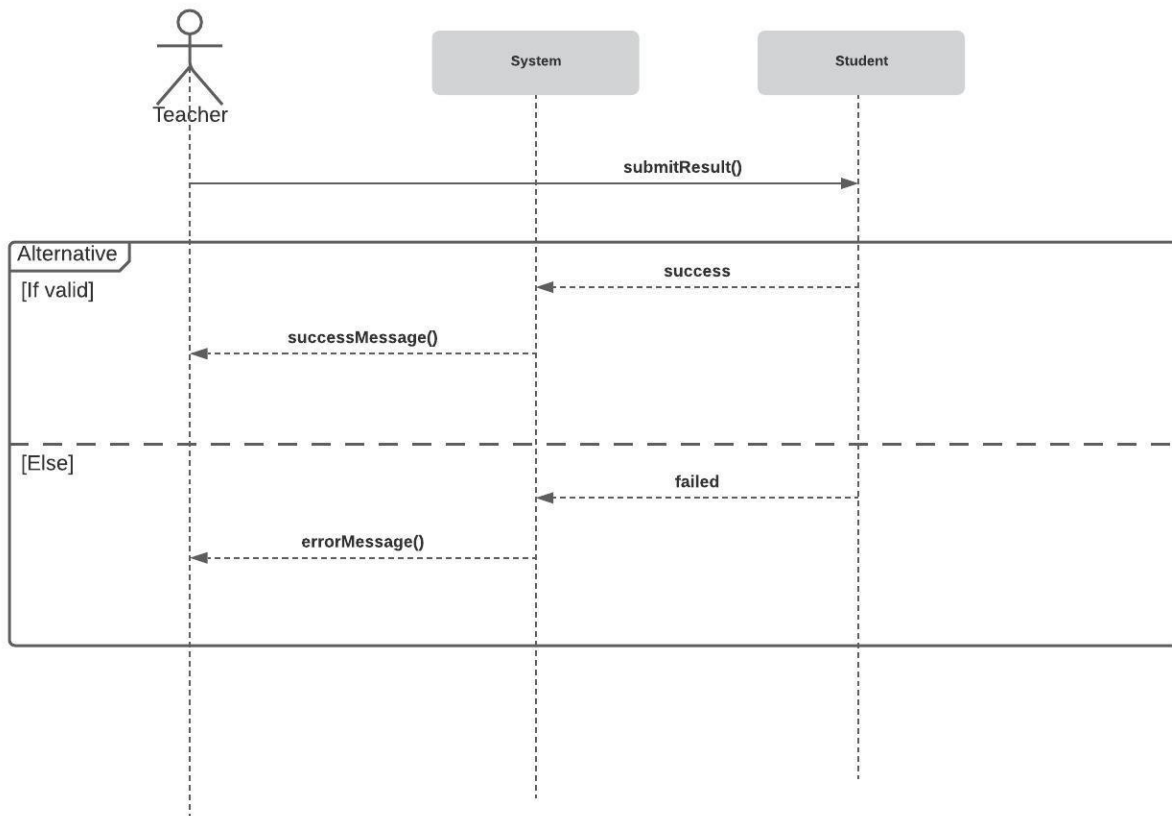 Teacher
System
Student
submitResult()
Alternative
[If valid]
success
successMessage()
[Else]
failed
errorMessage()